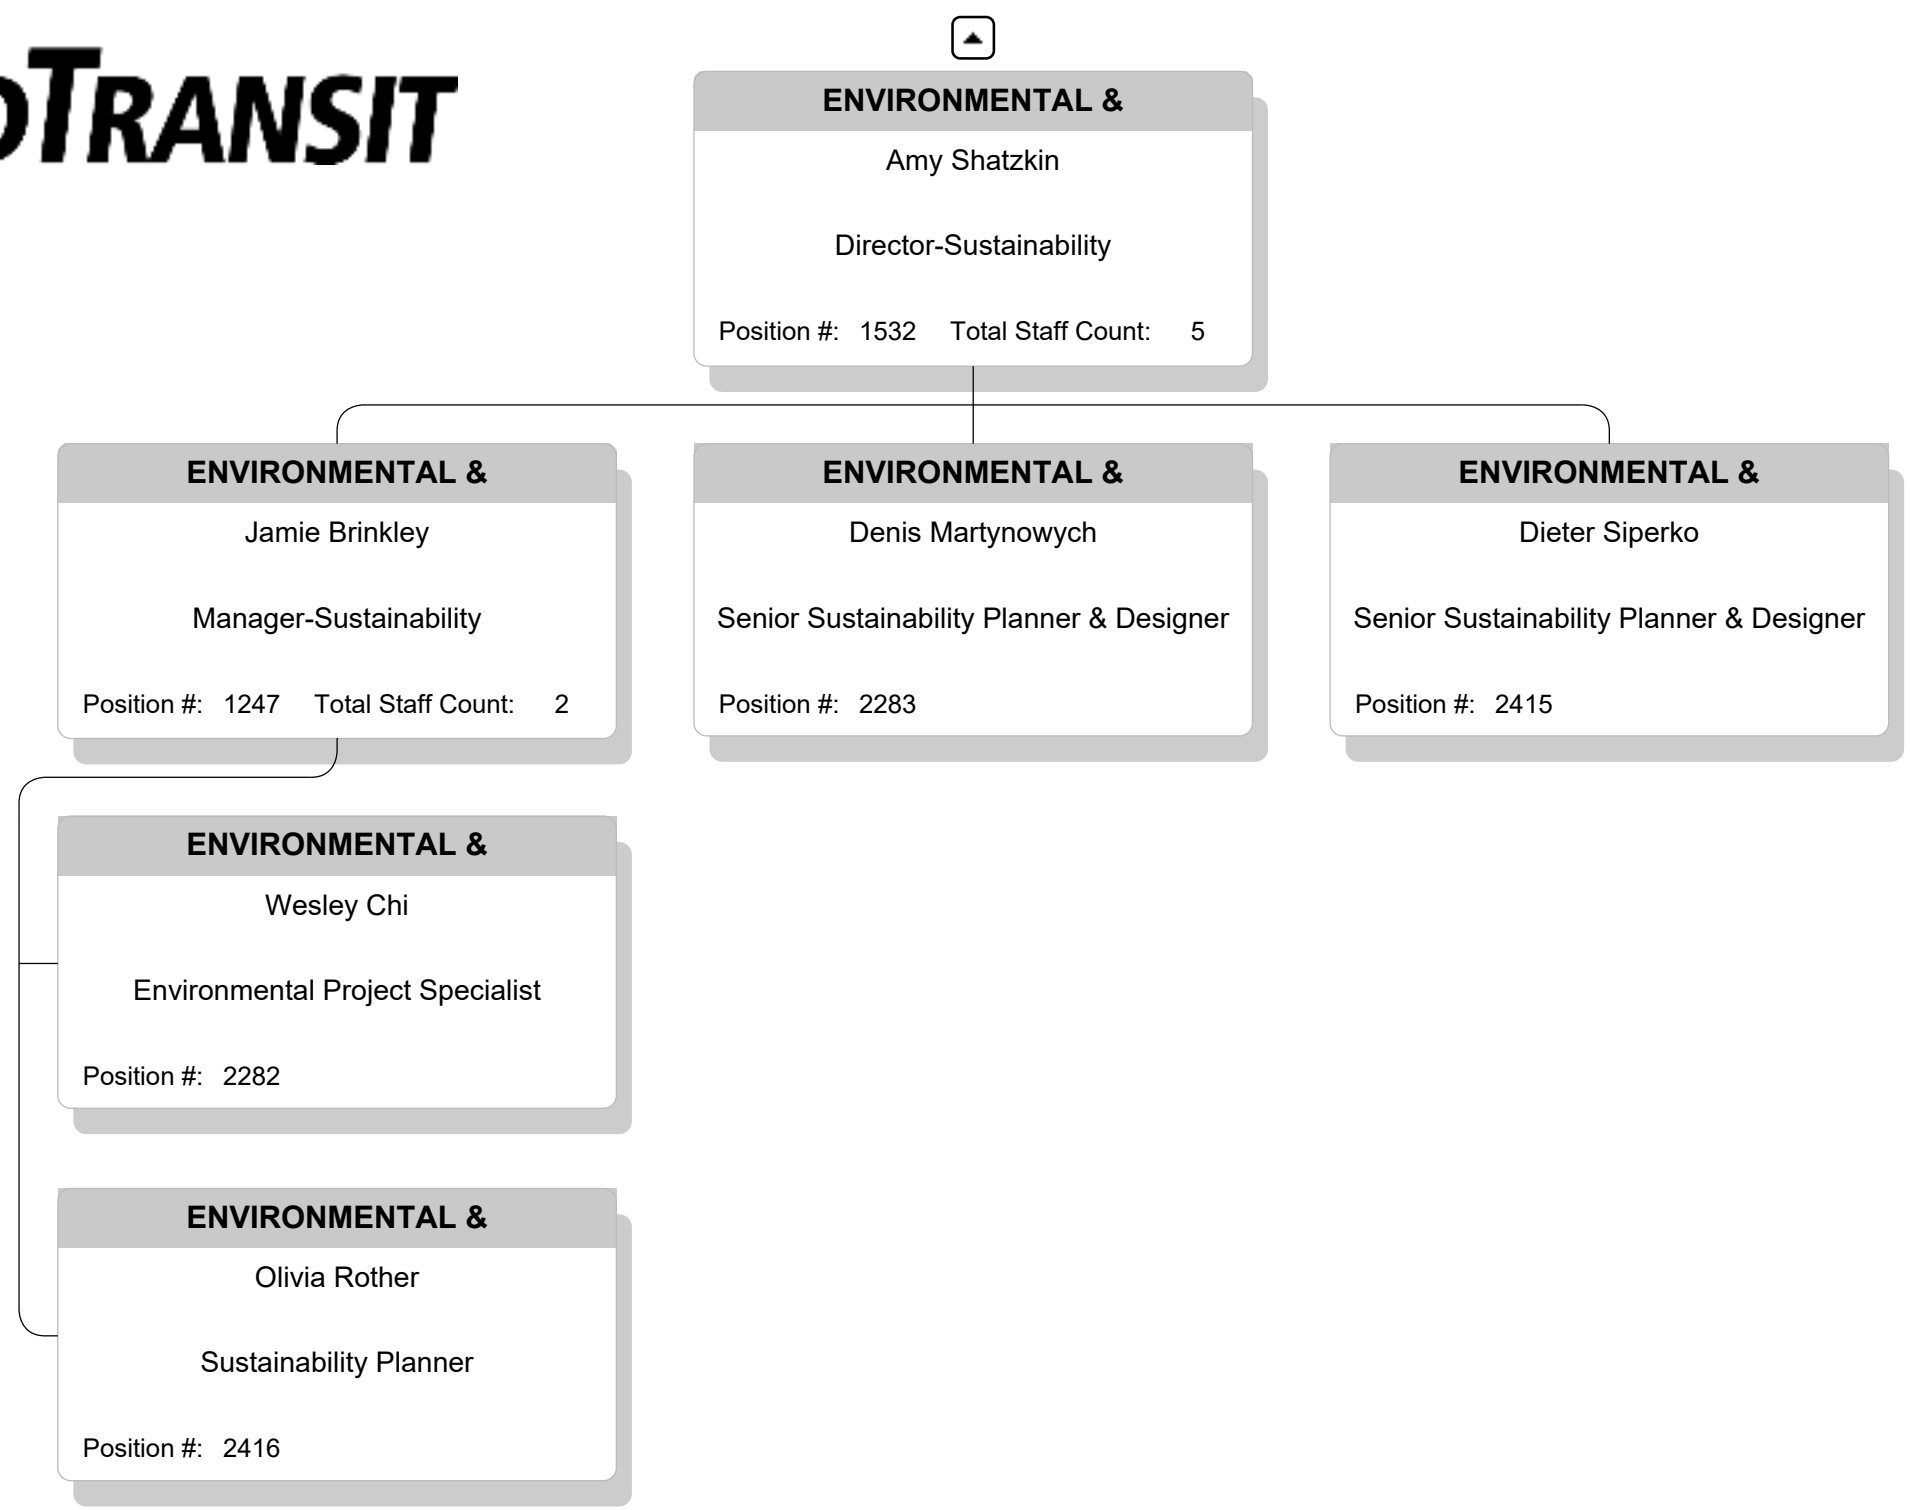 TRANSIT
ENVIRONMENTAL &
Amy Shatzkin
Director-Sustainability
Position #: 1532 Total Staff Count: 5
ENVIRONMENTAL &
Jamie Brinkley
Manager-Sustainability
Position #: 1247 Total Staff Count: 2
ENVIRONMENTAL &
Denis Martynowych
Senior Sustainability Planner & Designer
Position #: 2283
ENVIRONMENTAL &
Dieter Siperko
Senior Sustainability Planner & Designer
Position #: 2415
ENVIRONMENTAL &
Wesley Chi
Environmental Project Specialist
Position #: 2282
ENVIRONMENTAL &
Olivia Rother
Sustainability Planner
Position #: 2416